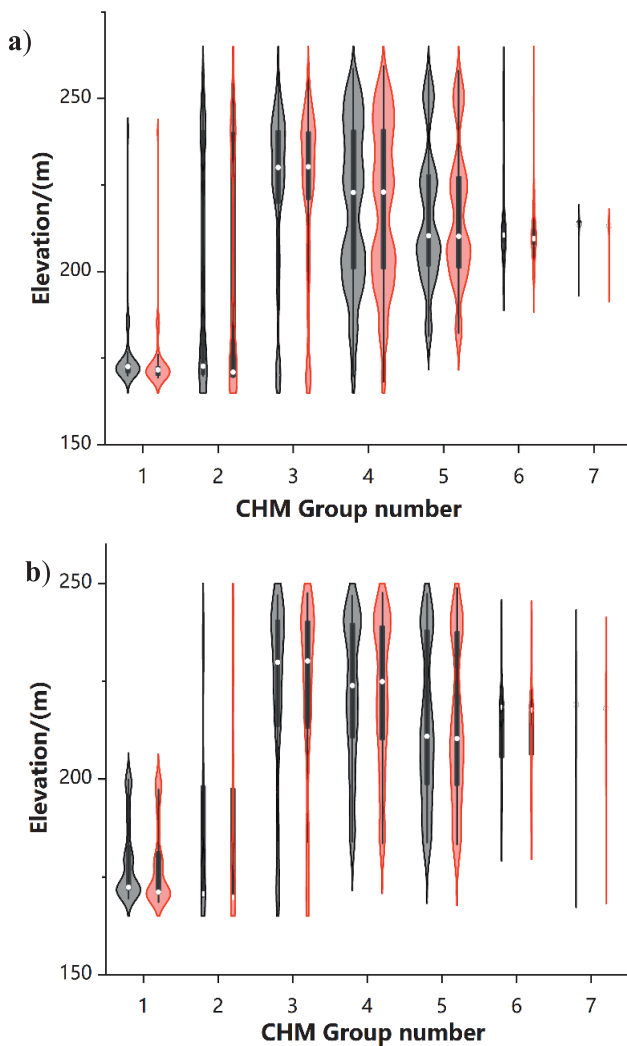 a)
Elevation/(m)
250
200
150
1 2 3 4 5 6 7
CHM Group number
b)
Elevation/(m)
250
200
150
1 2 3 4 5 6 7
CHM Group number